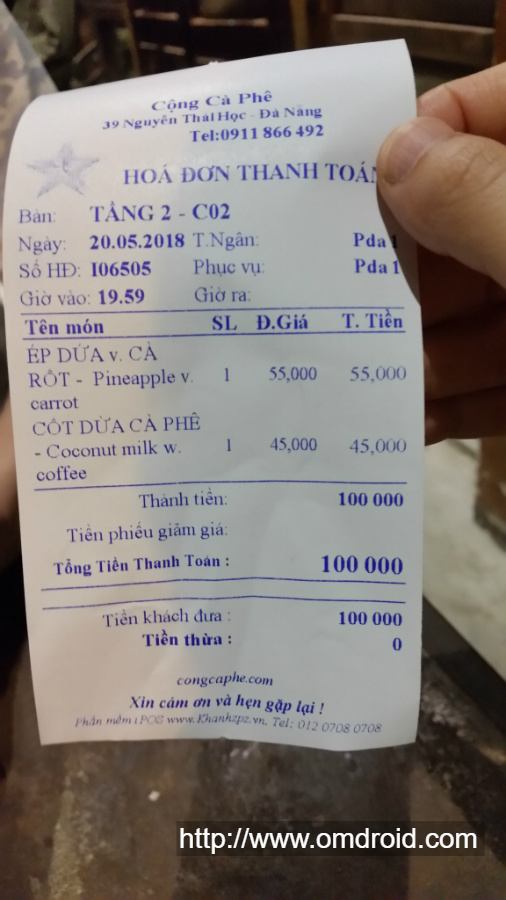 Cộng Cà Phê
39 Nguyễn Thái Học - Đà Nẵng
Tel:0911 866 492
HOÁ ĐƠN THANH TOÁN
Bàn: TẦNG 2 - C02
Ngày: 20.05.2018 T.Ngân: Pda 1
Số HĐ: I06505 Phục vụ: Pda 1
Giờ vào: 19.59 Giờ ra:
Tên món SL Đ.Giá T. Tiền
ÉP DỨA v. CÀ
RỐT - Pineapple v. 1 55,000 55,000
carrot
CỐT DỪA CÀ PHÊ
- Coconut milk w. 1 45,000 45,000
coffee
Thành tiền: 100 000
Tiền phiếu giảm giá:
Tổng Tiền Thanh Toán : 100 000
Tiền khách đưa : 100 000
Tiền thừa : 0
congcaphe.com
Xin cám ơn và hẹn gặp lại !
Phần mềm iPOS www.Khanhzpz.vn. Tel: 012 0708 0708
http://www.omdroid.com